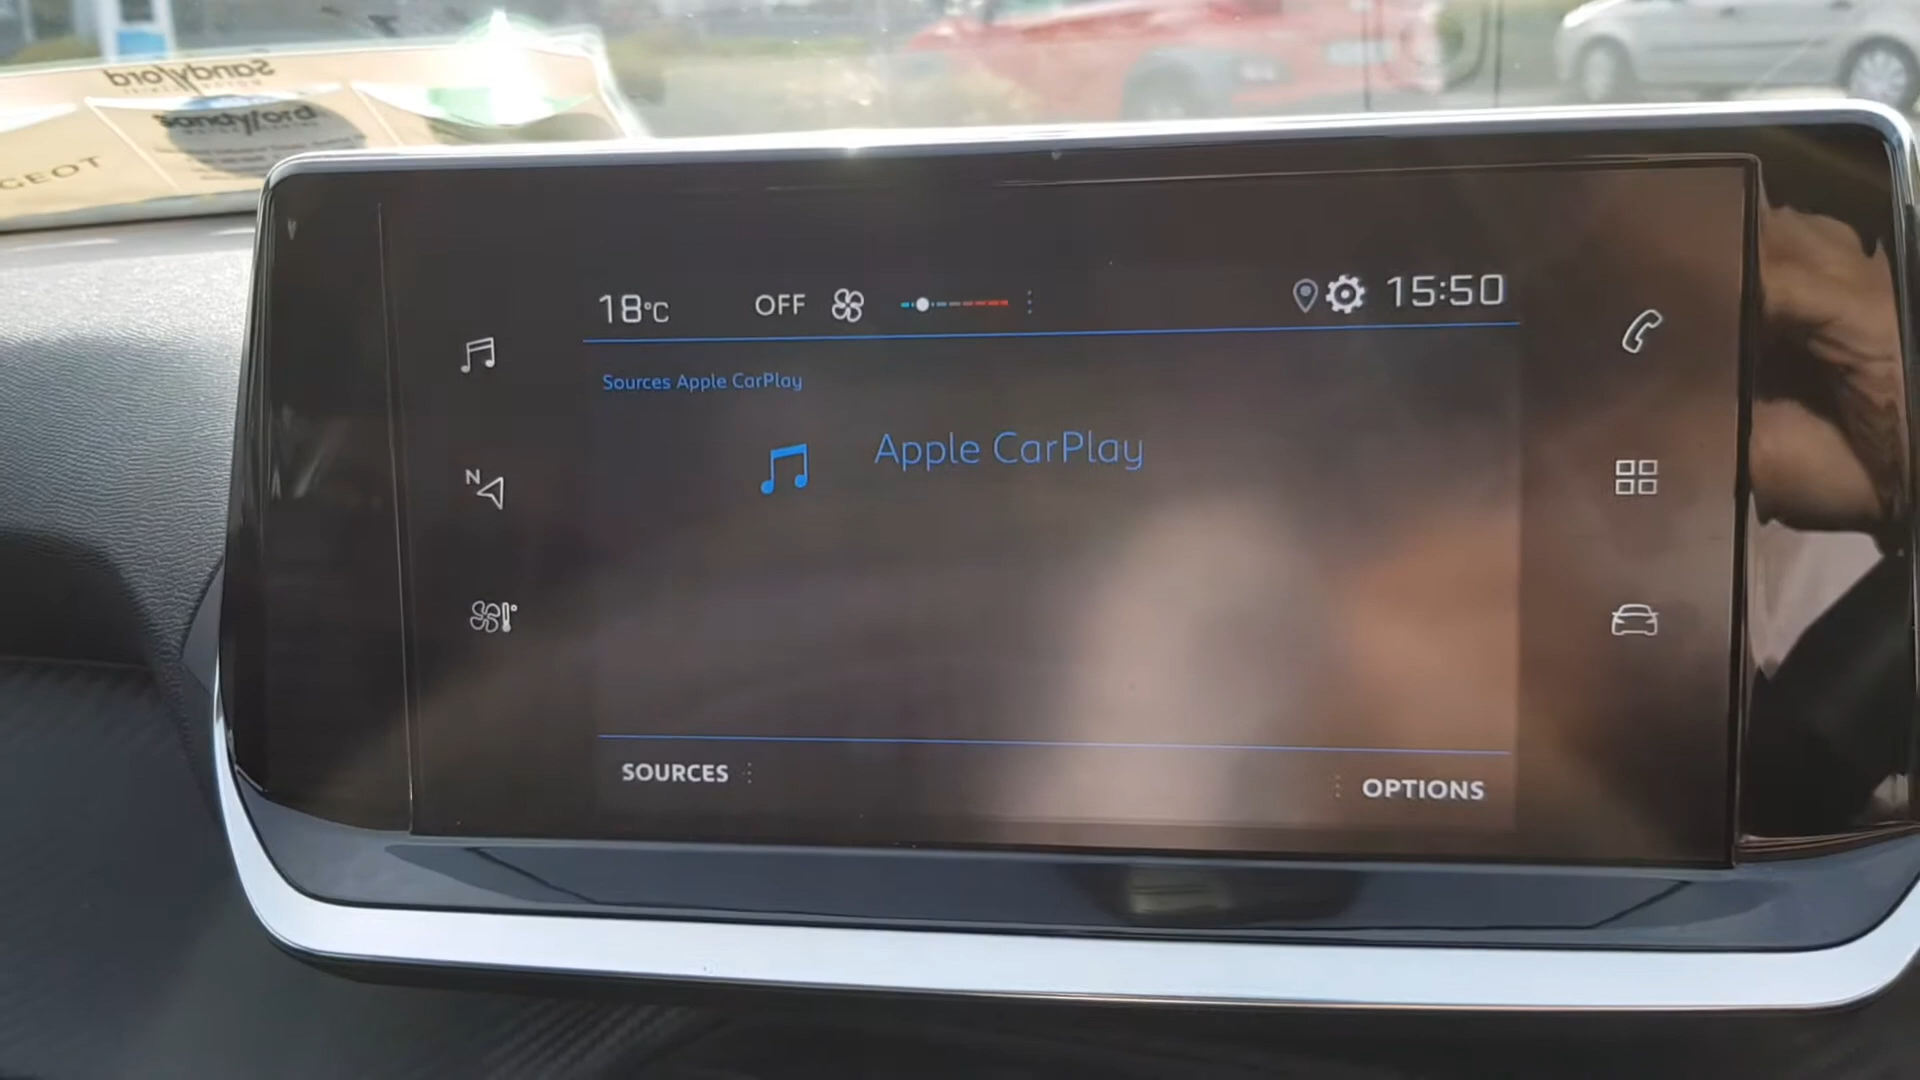 Sandyford
sandyford
GEOT
18°C OFF 15:50
Sources Apple CarPlay
Apple CarPlay
N
SOURCES
OPTIONS